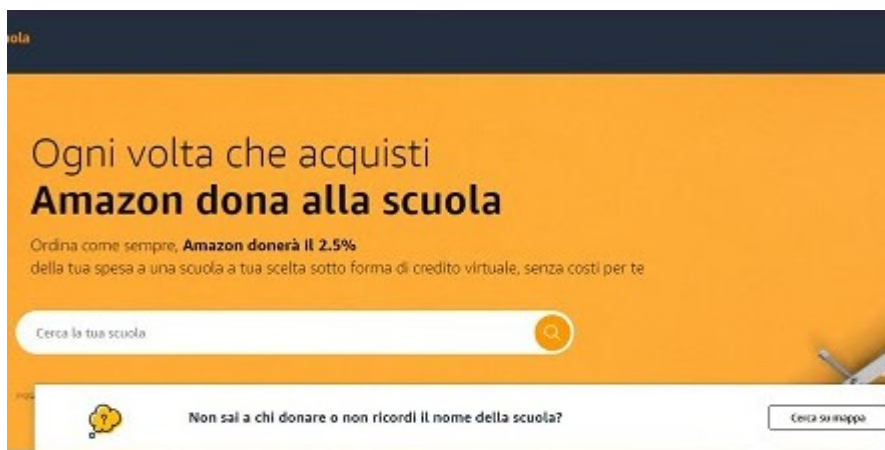 Ogni volta che acquisti
Amazon dona alla scuola
Ordina come sempre, Amazon donerà il 2.5%
della tua spesa a una scuola a tua scelta sotto forma di credito virtuale, senza costi per te
Cerca la tua scuola
Non sai a chi donare o non ricordi il nome della scuola?
Cerca su mappa